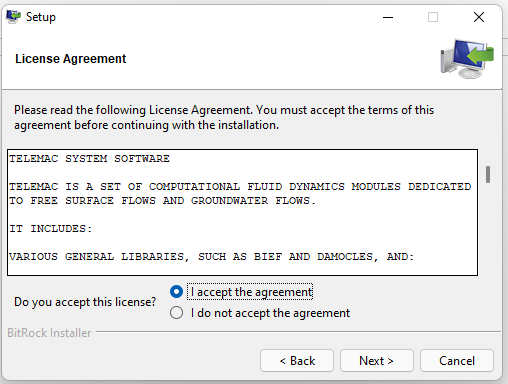 Setup
License Agreement
Please read the following License Agreement. You must accept the terms of this
agreement before continuing with the installation.
TELEMAC SYSTEM SOFTWARE
TELEMAC IS A SET OF COMPUTATIONAL FLUID DYNAMICS MODULES DEDICATED
TO FREE SURFACE FLOWS AND GROUNDWATER FLOWS.
IT INCLUDES:
VARIOUS GENERAL LIBRARIES, SUCH AS BIEF AND DAMOCLES, AND:
Do you accept this license?
I accept the agreement
I do not accept the agreement
BitRock Installer
< Back
Next >
Cancel